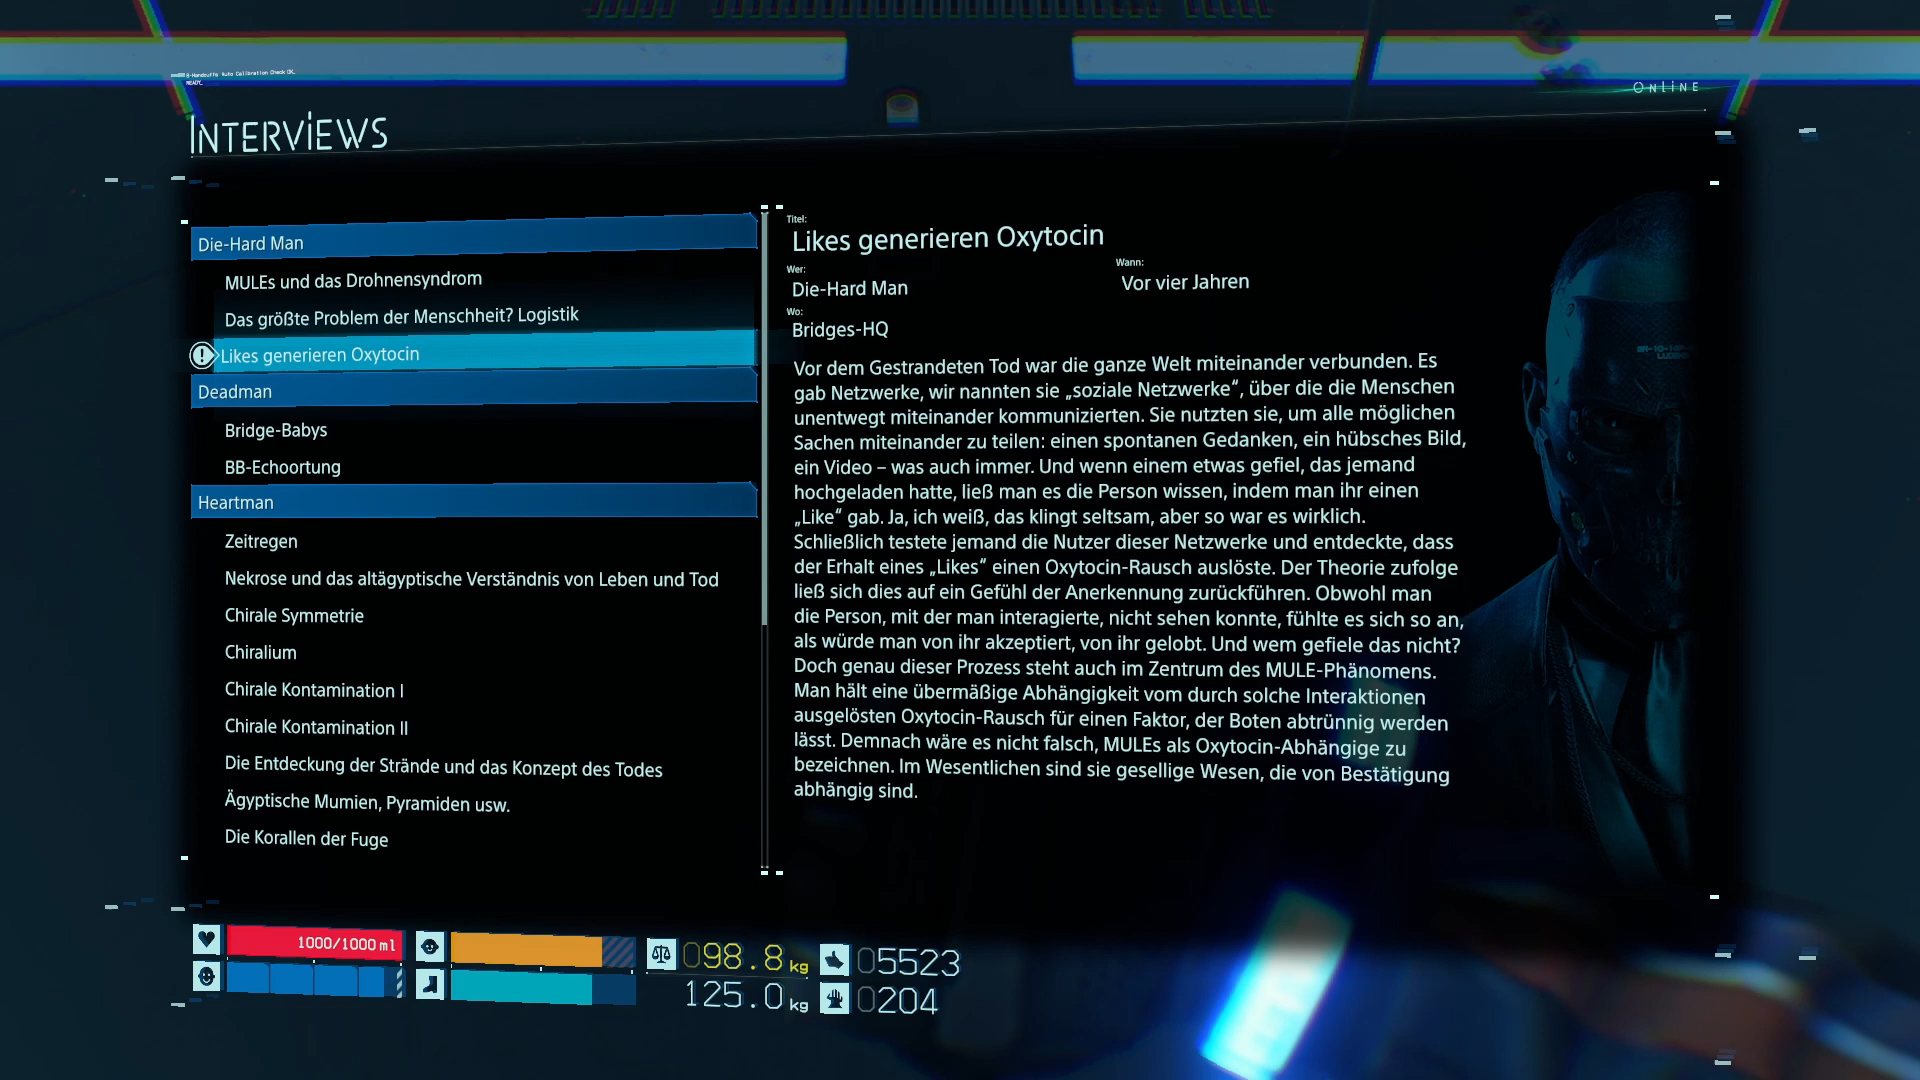 B-Handcuffs Auto Calibration Check OK.
READY.
ONLINE
INTERVIEWS
Die-Hard Man
MULEs und das Drohnensyndrom
Das größte Problem der Menschheit? Logistik
Likes generieren Oxytocin
Deadman
Bridge-Babys
BB-Echoortung
Heartman
Zeitregen
Nekrose und das altägyptische Verständnis von Leben und Tod
Chirale Symmetrie
Chiralium
Chirale Kontamination I
Chirale Kontamination II
Die Entdeckung der Strände und das Konzept des Todes
Ägyptische Mumien, Pyramiden usw.
Die Korallen der Fuge
Titel:
Likes generieren Oxytocin
Wer:
Die-Hard Man
Wann:
Vor vier Jahren
Wo:
Bridges-HQ
Vor dem Gestrandeten Tod war die ganze Welt miteinander verbunden. Es
gab Netzwerke, wir nannten sie „soziale Netzwerke“, über die die Menschen
unentwegt miteinander kommunizierten. Sie nutzten sie, um alle möglichen
Sachen miteinander zu teilen: einen spontanen Gedanken, ein hübsches Bild,
ein Video – was auch immer. Und wenn einem etwas gefiel, das jemand
hochgeladen hatte, ließ man es die Person wissen, indem man ihr einen
„Like“ gab. Ja, ich weiß, das klingt seltsam, aber so war es wirklich.
Schließlich testete jemand die Nutzer dieser Netzwerke und entdeckte, dass
der Erhalt eines „Likes“ einen Oxytocin-Rausch auslöste. Der Theorie zufolge
ließ sich dies auf ein Gefühl der Anerkennung zurückführen. Obwohl man
die Person, mit der man interagierte, nicht sehen konnte, fühlte es sich so an,
als würde man von ihr akzeptiert, von ihr gelobt. Und wem gefiele das nicht?
Doch genau dieser Prozess steht auch im Zentrum des MULE-Phänomens.
Man hält eine übermäßige Abhängigkeit vom durch solche Interaktionen
ausgelösten Oxytocin-Rausch für einen Faktor, der Boten abtrünnig werden
lässt. Demnach wäre es nicht falsch, MULEs als Oxytocin-Abhängige zu
bezeichnen. Im Wesentlichen sind sie gesellige Wesen, die von Bestätigung
abhängig sind.
1000/1000 ml
098.8 kg
125.0 kg
05523
0204